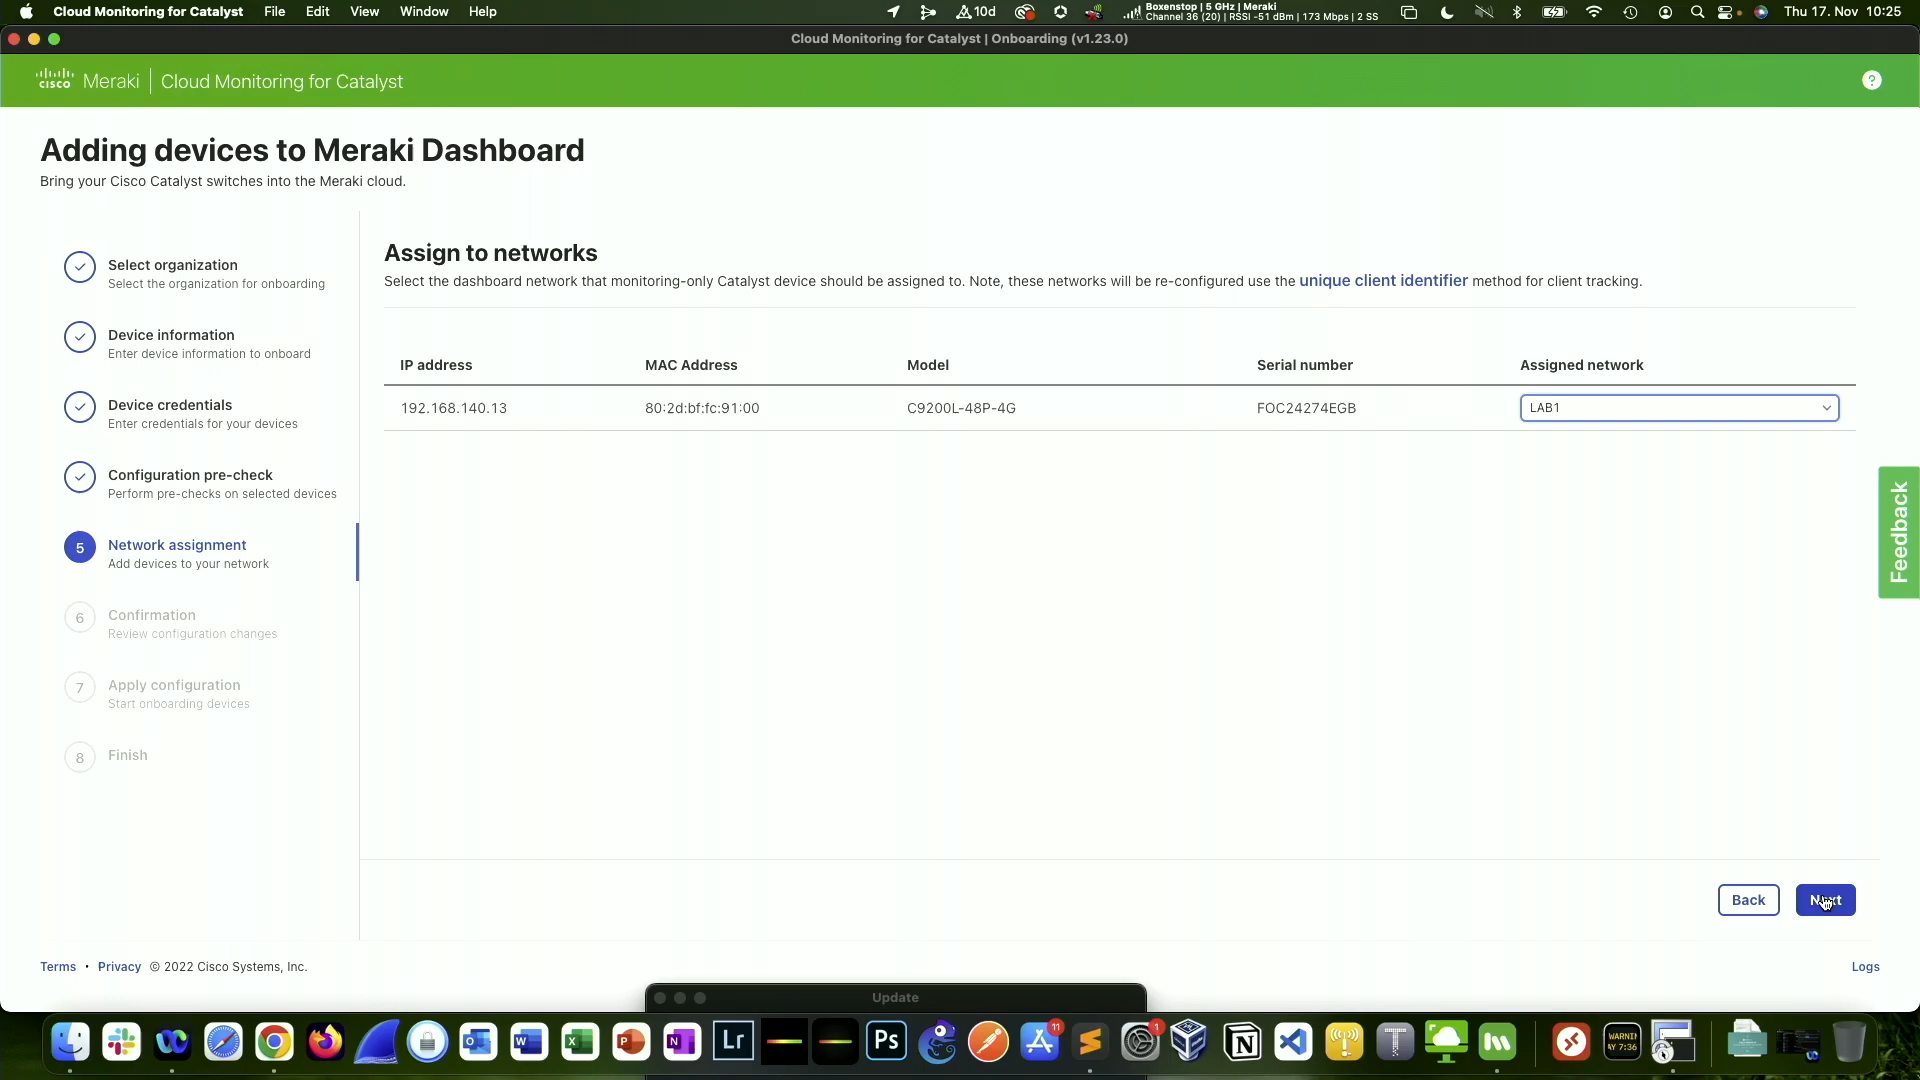 Cloud Monitoring for Catalyst File Edit View Window Help
10d
Boxenstop | 5 GHz | Meraki
Channel 36 (20) | RSSI -51 dBm | 173 Mbps | 2 SS
Thu 17. Nov 10:25
Cloud Monitoring for Catalyst | Onboarding (v1.23.0)
cisco Meraki | Cloud Monitoring for Catalyst
?
Adding devices to Meraki Dashboard
Bring your Cisco Catalyst switches into the Meraki cloud.
Select organization
Select the organization for onboarding
Device information
Enter device information to onboard
Device credentials
Enter credentials for your devices
Configuration pre-check
Perform pre-checks on selected devices
5 Network assignment
Add devices to your network
6 Confirmation
Review configuration changes
7 Apply configuration
Start onboarding devices
8 Finish
Assign to networks
Select the dashboard network that monitoring-only Catalyst device should be assigned to. Note, these networks will be re-configured use the unique client identifier method for client tracking.
IP address MAC Address Model Serial number Assigned network
192.168.140.13 80:2d:bf:fc:91:00 C9200L-48P-4G FOC24274EGB LAB1
Feedback
Back Next
Terms • Privacy © 2022 Cisco Systems, Inc.
Logs
Update
Lr
Ps
11
1
T
WARNI
AY 7:36